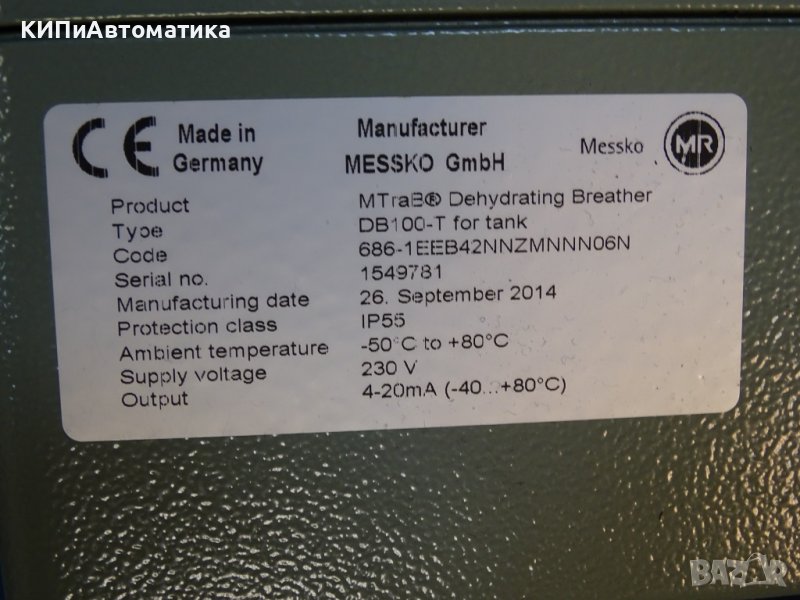 КИПиАвтоматика
CE Made in Germany
Manufacturer
MESSKO GmbH
Messko MR
Product MTraB® Dehydrating Breather
Type DB100-T for tank
Code 686-1EEB42NNZMNNN06N
Serial no. 1549781
Manufacturing date 26. September 2014
Protection class IP55
Ambient temperature -50°C to +80°C
Supply voltage 230 V
Output 4-20mA (-40...+80°C)
BAZAR